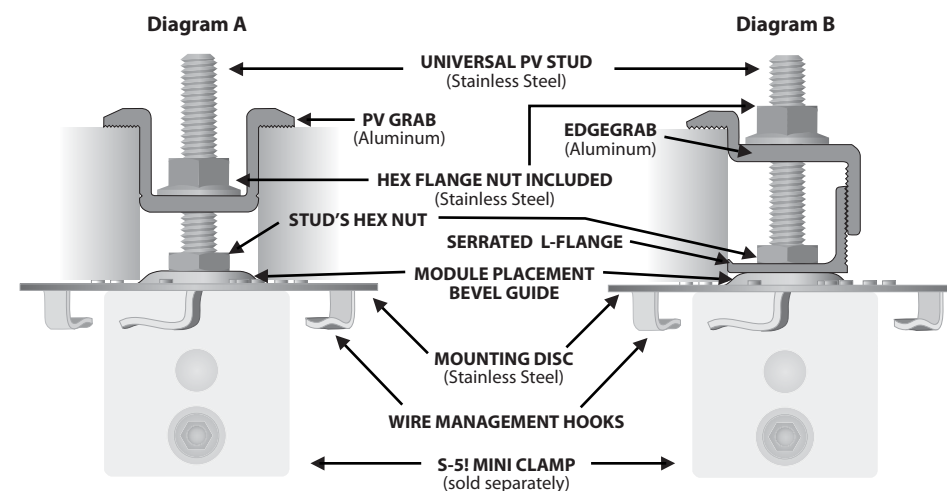 Diagram A
Diagram B
UNIVERSAL PV STUD
(Stainless Steel)
PV GRAB
(Aluminum)
EDGEGRAB
(Aluminum)
HEX FLANGE NUT INCLUDED
(Stainless Steel)
STUD'S HEX NUT
SERRATED L-FLANGE
MODULE PLACEMENT
BEVEL GUIDE
MOUNTING DISC
(Stainless Steel)
WIRE MANAGEMENT HOOKS
S-5! MINI CLAMP
(sold separately)